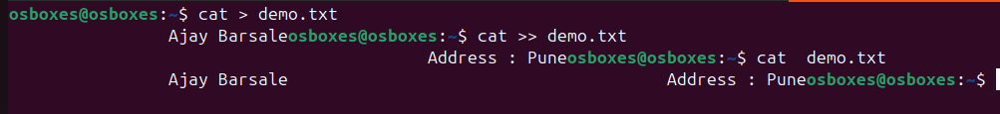 osboxes@osboxes:~$ cat > demo.txt
Ajay Barsaleosboxes@osboxes:~$ cat >> demo.txt
Address : Puneosboxes@osboxes:~$ cat  demo.txt
Ajay Barsale                                      Address : Puneosboxes@osboxes:~$